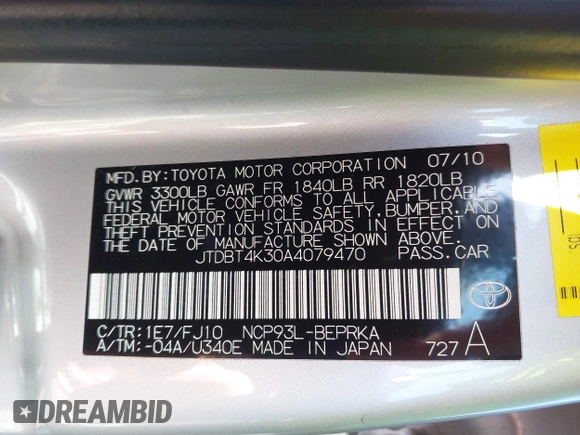 MFD. BY: TOYOTA MOTOR CORPORATION 07/10
GVWR 3300LB GAWR FR 1840LB RR 1820LB
THIS VEHICLE CONFORMS TO ALL APPLICABLE
FEDERAL MOTOR VEHICLE SAFETY, BUMPER, AND
THEFT PREVENTION STANDARDS IN EFFECT ON
THE DATE OF MANUFACTURE SHOWN ABOVE.
JTDBT4K30A4079470 PASS. CAR
C/TR: 1E7/FJ10 NCP93L-BEPRKA
A/TM: -04A/U340E MADE IN JAPAN 727 A
DREAMBID